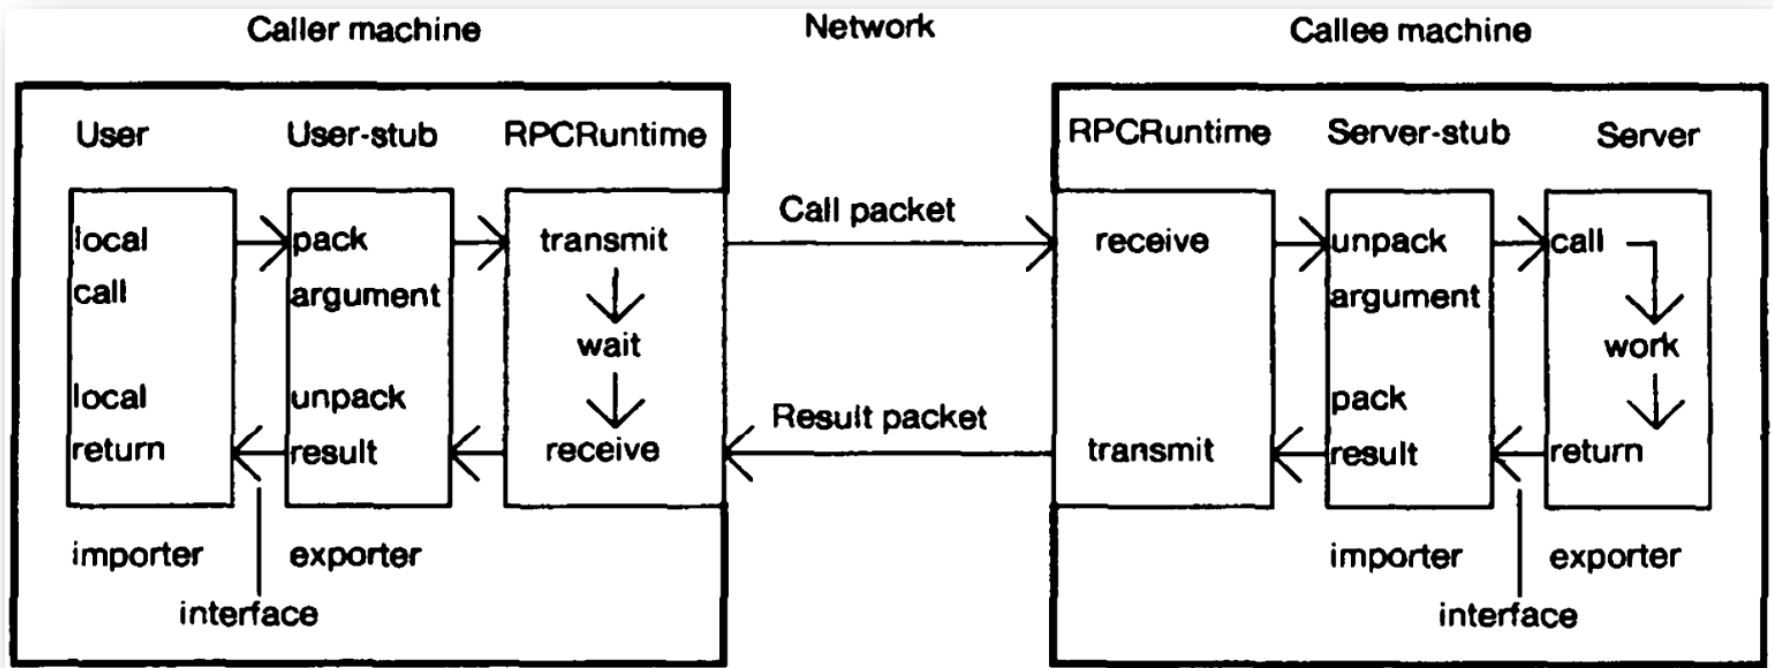 Caller machine
Network
Callee machine
User
User-stub
RPCRuntime
RPCRuntime
Server-stub
Server
local
call
pack
argument
transmit
wait
receive
local
return
unpack
result
Call packet
Result packet
receive
transmit
unpack
argument
pack
result
call
work
return
importer
exporter
interface
importer
exporter
interface